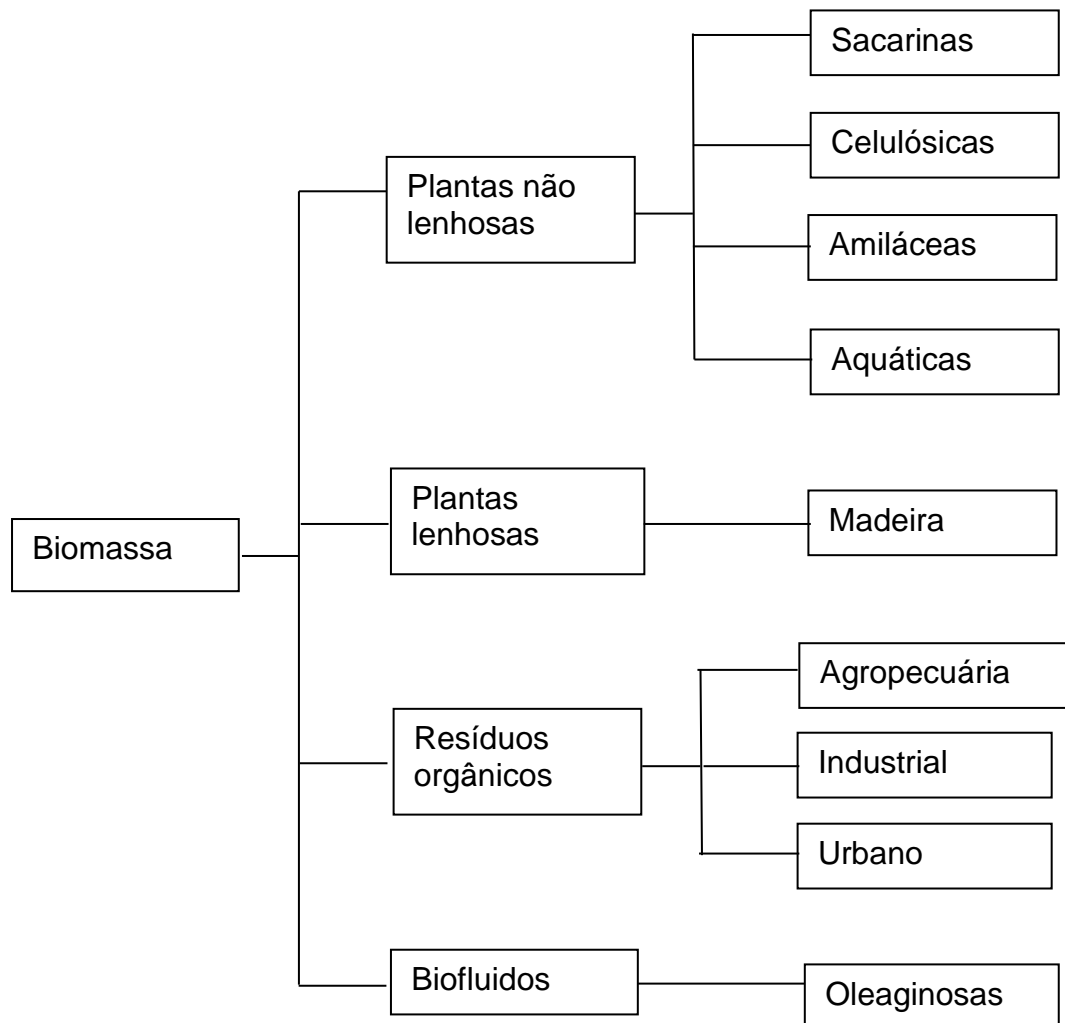 Biomassa
Plantas não
lenhosas
Sacarinas
Celulósicas
Amiláceas
Aquáticas
Plantas
lenhosas
Madeira
Resíduos
orgânicos
Agropecuária
Industrial
Urbano
Biofluidos
Oleaginosas